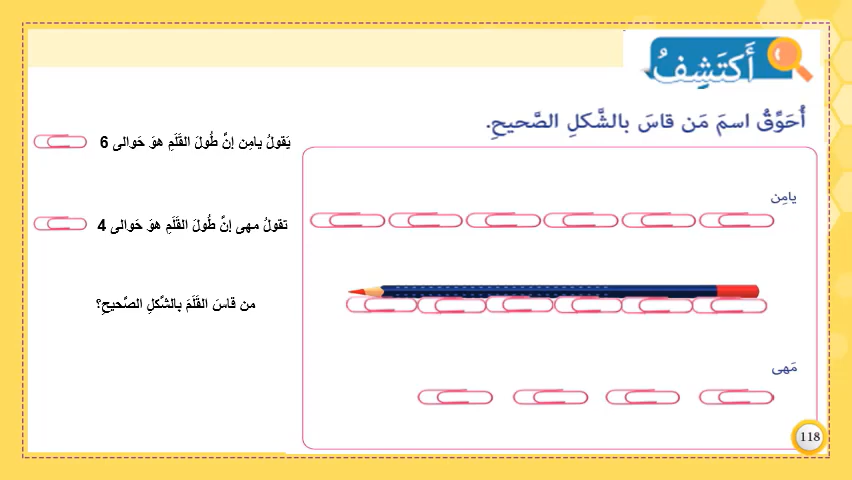 أَكتَشِفُ
أُحَوِّقُ اسمَ مَن قاسَ بالشَّكلِ الصَّحيحِ.
يامِن
مَهى
يَقولُ يامِن إنَّ طُولَ القَلَمِ هوَ حَوالى 6
تقولُ مهى إنَّ طُولَ القَلَمِ هوَ حَوالى 4
من قاسَ القَلَمَ بالشَّكلِ الصَّحيحِ؟
118